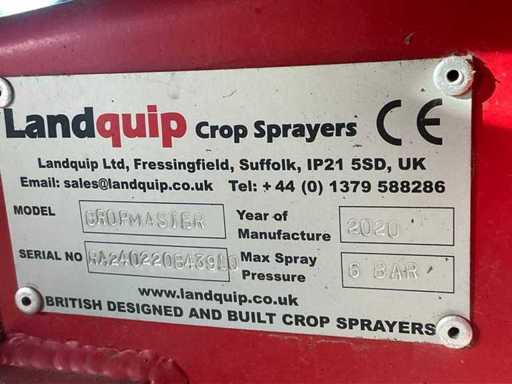 Landquip Crop Sprayers CE
Landquip Ltd, Fressingfield, Suffolk, IP21 5SD, UK
Email: sales@landquip.co.uk Tel: + 44 (0) 1379 588286
MODEL CROPMASTER Year of Manufacture 2020
SERIAL NO Max Spray Pressure 6 BAR
www.landquip.co.uk
BRITISH DESIGNED AND BUILT CROP SPRAYERS